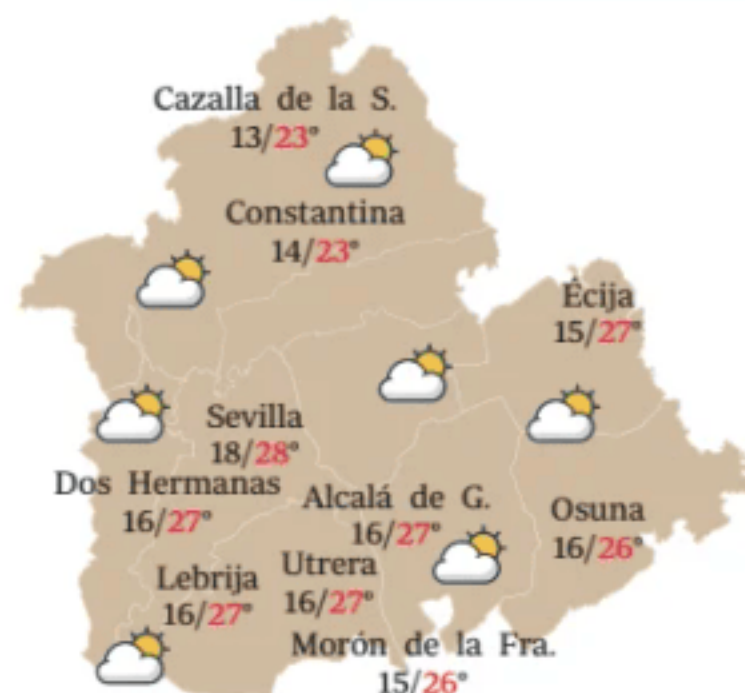 Cazalla de la S.
13/23°
Constantina
14/23°
Écija
15/27°
Sevilla
18/28°
Dos Hermanas
16/27°
Alcalá de G.
16/27°
Osuna
16/26°
Lebrija
16/27°
Utrera
16/27°
Morón de la Fra.
15/26°